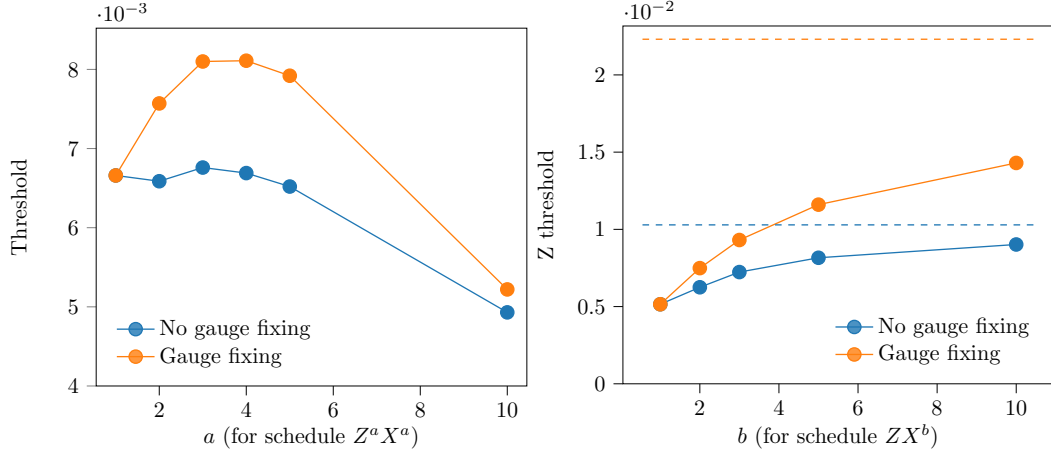 ·10⁻³
8
7
6
5
4
2
4
6
8
10
Threshold
a (for schedule ZᵃXᵃ)
No gauge fixing
Gauge fixing
·10⁻²
2
1.5
1
0.5
0
2
4
6
8
10
Z threshold
b (for schedule ZXᵇ)
No gauge fixing
Gauge fixing